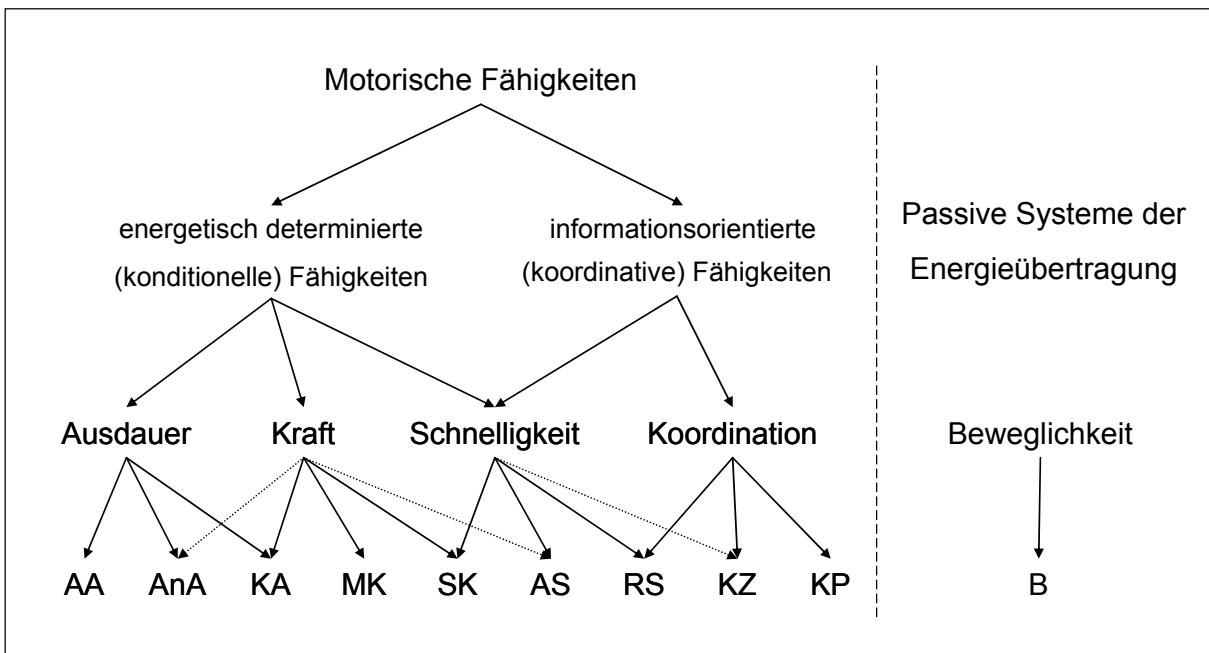 Motorische Fähigkeiten
energetisch determinierte
(konditionelle) Fähigkeiten
informationsorientierte
(koordinative) Fähigkeiten
Passive Systeme der
Energieübertragung
Ausdauer Kraft Schnelligkeit Koordination Beweglichkeit
AA AnA KA MK SK AS RS KZ KP B